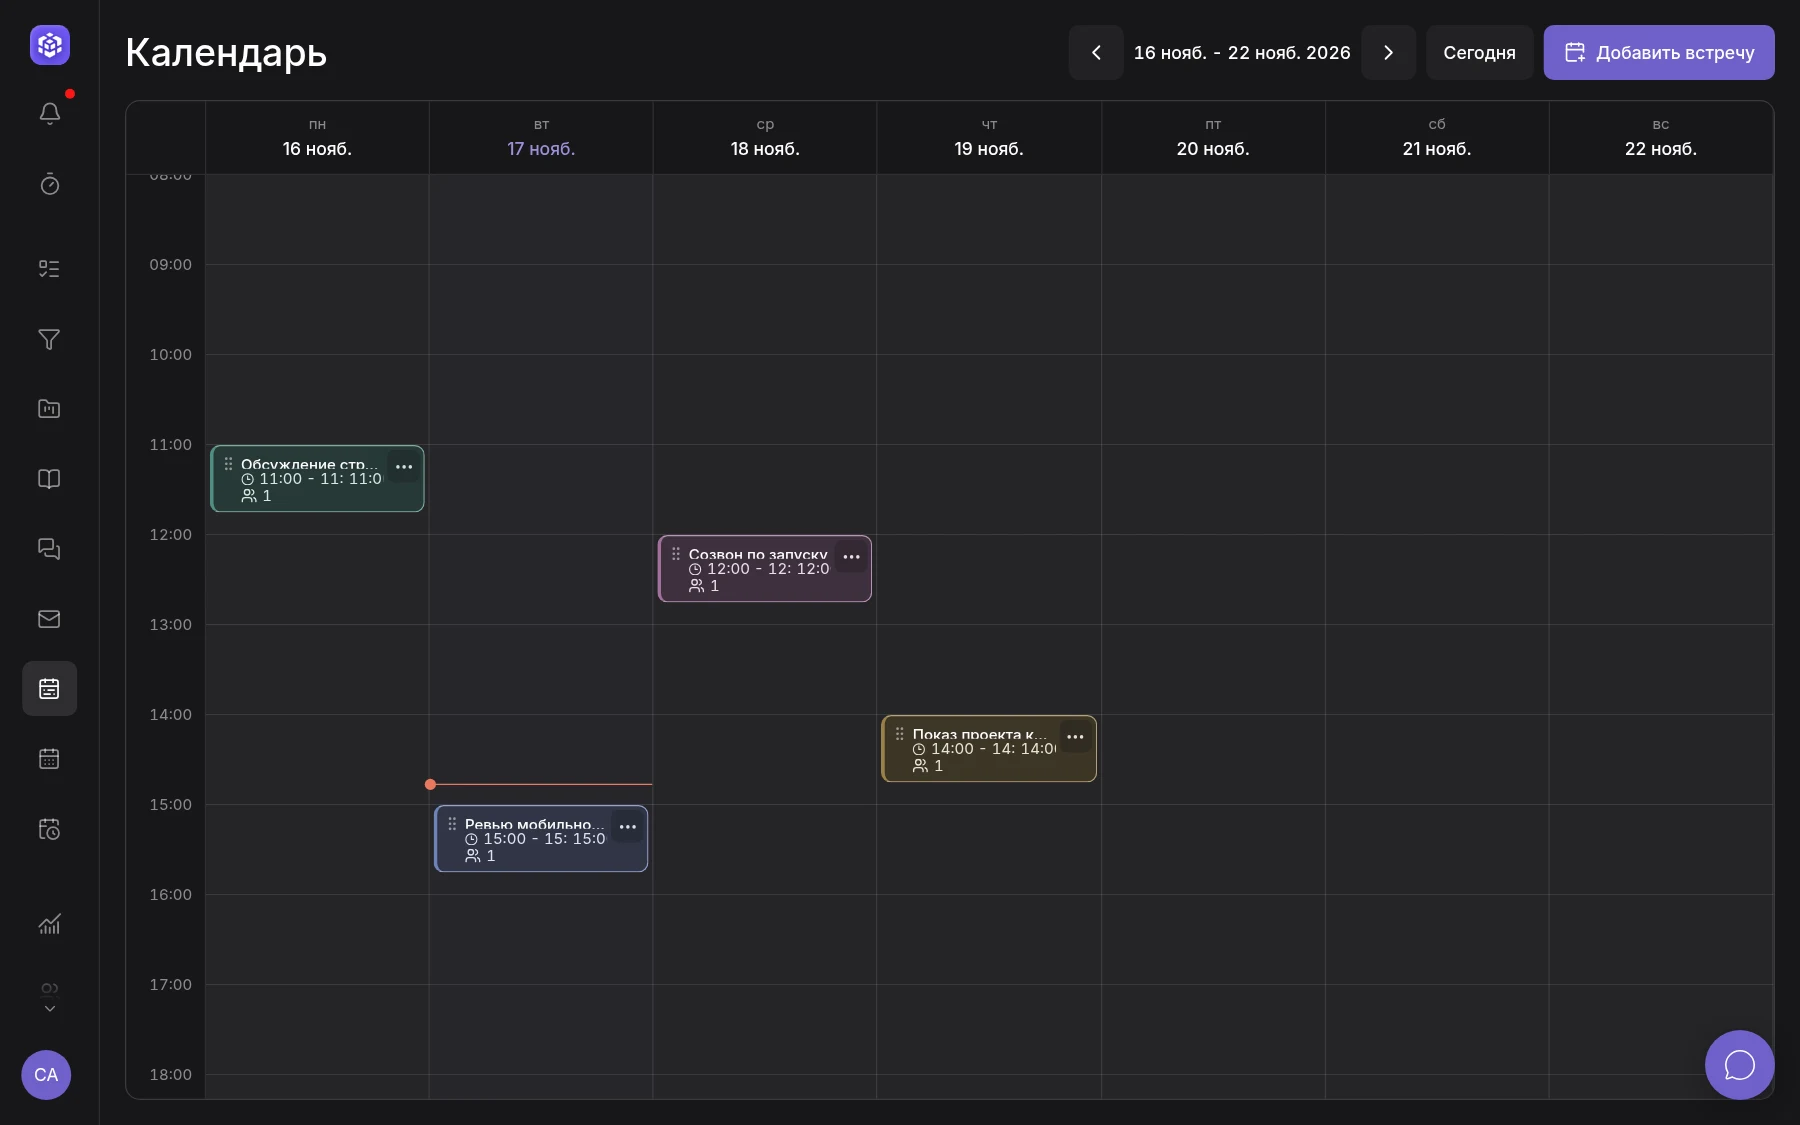 Календарь
16 нояб. - 22 нояб. 2026
Сегодня
Добавить встречу
пн
16 нояб.
вт
17 нояб.
ср
18 нояб.
чт
19 нояб.
пт
20 нояб.
сб
21 нояб.
вс
22 нояб.
08:00
09:00
10:00
11:00
12:00
13:00
14:00
15:00
16:00
17:00
18:00
Обсуждение стр...
11:00 - 11: 11:0
1
Созвон по запуску
12:00 - 12: 12:0
1
Показ проекта к...
14:00 - 14: 14:0
1
Ревью мобильно...
15:00 - 15: 15:0
1
CA